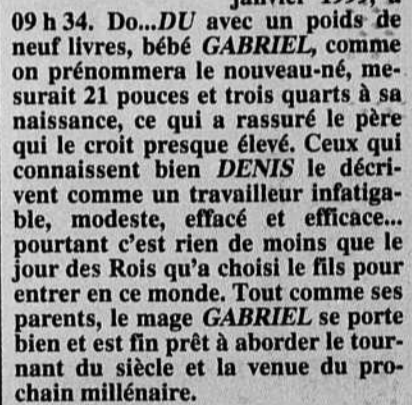 09 h 34. Do...DU avec un poids de
neuf livres, bébé GABRIEL, comme
on prénommera le nouveau-né, me-
surait 21 pouces et trois quarts à sa
naissance, ce qui a rassuré le père
qui le croit presque élevé. Ceux qui
connaissent bien DENIS le décri-
vent comme un travailleur infatiga-
ble, modeste, effacé et efficace...
pourtant c'est rien de moins que le
jour des Rois qu'a choisi le fils pour
entrer en ce monde. Tout comme ses
parents, le mage GABRIEL se porte
bien et est fin prêt à aborder le tour-
nant du siècle et la venue du pro-
chain millénaire.